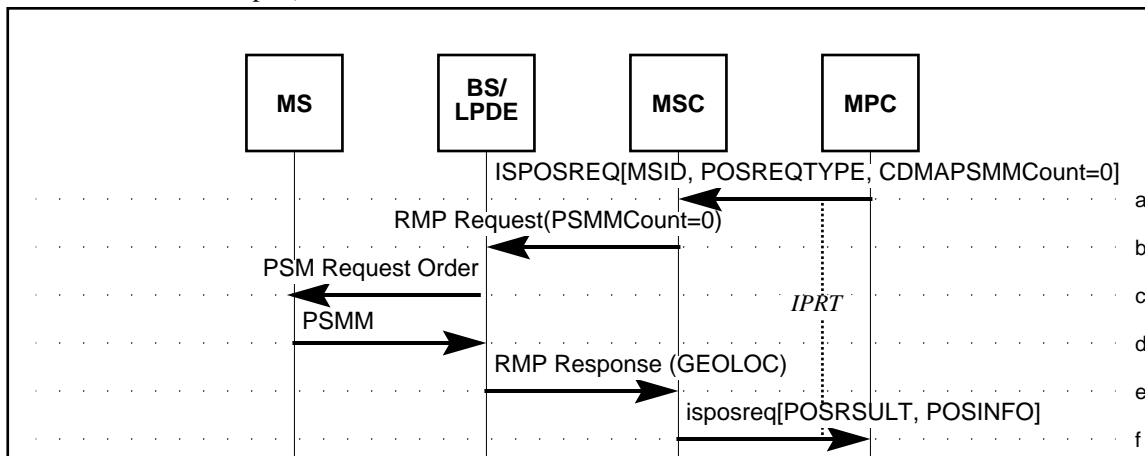 MS
BS/
LPDE
MSC
MPC
ISPOSREQ[MSID, POSREQTYPE, CDMAPSMMCount=0]
a
RMP Request(PSMMCount=0)
b
PSM Request Order
c
IPRT
PSMM
d
RMP Response (GEOLOC)
e
isposreq[POSRSULT, POSINFO]
f